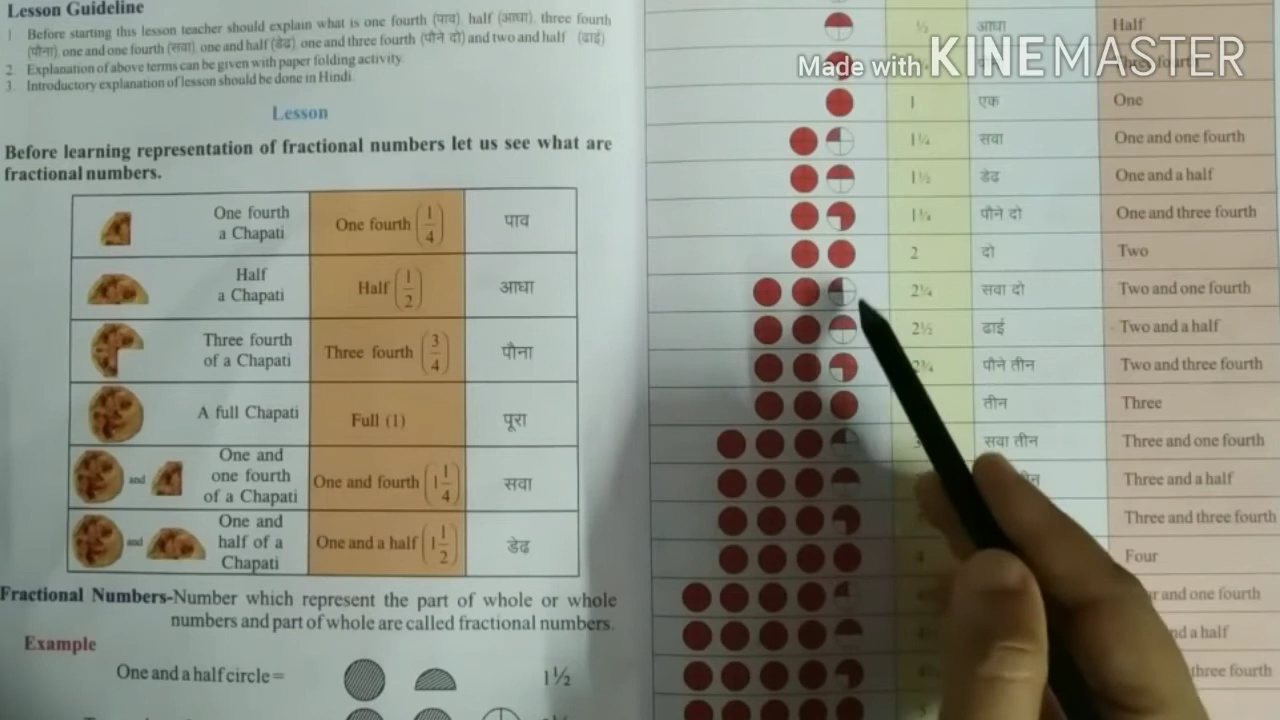 Lesson Guideline
1 Before starting this lesson teacher should explain what is one fourth (पाव), half (आधा), three fourth
(पौना), one and one fourth (सवा), one and half (डेढ़), one and three fourth (पौने दो) and two and half (ढाई)
2. Explanation of above terms can be given with paper folding activity.
3. Introductory explanation of lesson should be done in Hindi.
Lesson
Before learning representation of fractional numbers let us see what are
fractional numbers.
One fourth
a Chapati
One fourth (1/4)
पाव
Half
a Chapati
Half (1/2)
आधा
Three fourth
of a Chapati
Three fourth (3/4)
पौना
A full Chapati
Full (1)
पूरा
and
One and
one fourth
of a Chapati
One and fourth (1 1/4)
सवा
and
One and
half of a
Chapati
One and a half (1 1/2)
डेढ
Fractional Numbers-Number which represent the part of whole or whole
numbers and part of whole are called fractional numbers.
Example
One and a half circle = 1½
½ आधा Half
Made with KINEMASTER
1 एक One
1¼ सवा One and one fourth
1½ डेढ One and a half
1¾ पौने दो One and three fourth
2 दो Two
2¼ सवा दो Two and one fourth
2½ ढाई Two and a half
2¾ पौने तीन Two and three fourth
तीन Three
3 सवा तीन Three and one fourth
Three and a half
Three and three fourth
4 Four
and one fourth
a half
three fourth